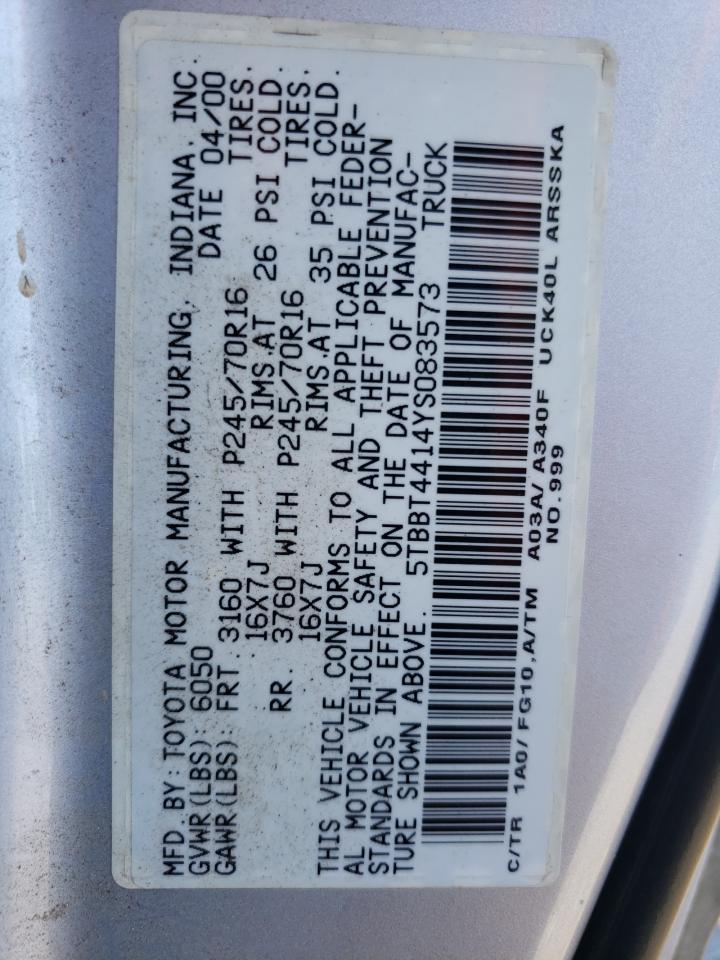 MFD.BY:TOYOTA MOTOR MANUFACTURING, INDIANA, INC.
GVWR(LBS): 6050 DATE 04/00
GAWR(LBS): FRT. 3160 WITH P245/70R16 TIRES.
16X7J RIMS.AT 26 PSI COLD.
RR. 3760 WITH P245/70R16 TIRES.
16X7J RIMS.AT 35 PSI COLD.
THIS VEHICLE CONFORMS TO ALL APPLICABLE FEDER-
AL MOTOR VEHICLE SAFETY AND THEFT PREVENTION
STANDARDS IN EFFECT ON THE DATE OF MANUFAC-
TURE SHOWN ABOVE. 5TBBT4414YS083573 TRUCK
C/TR 1A0/ FG10,A/TM A03A/ A340F UCK40L ARSSKA
NO.999